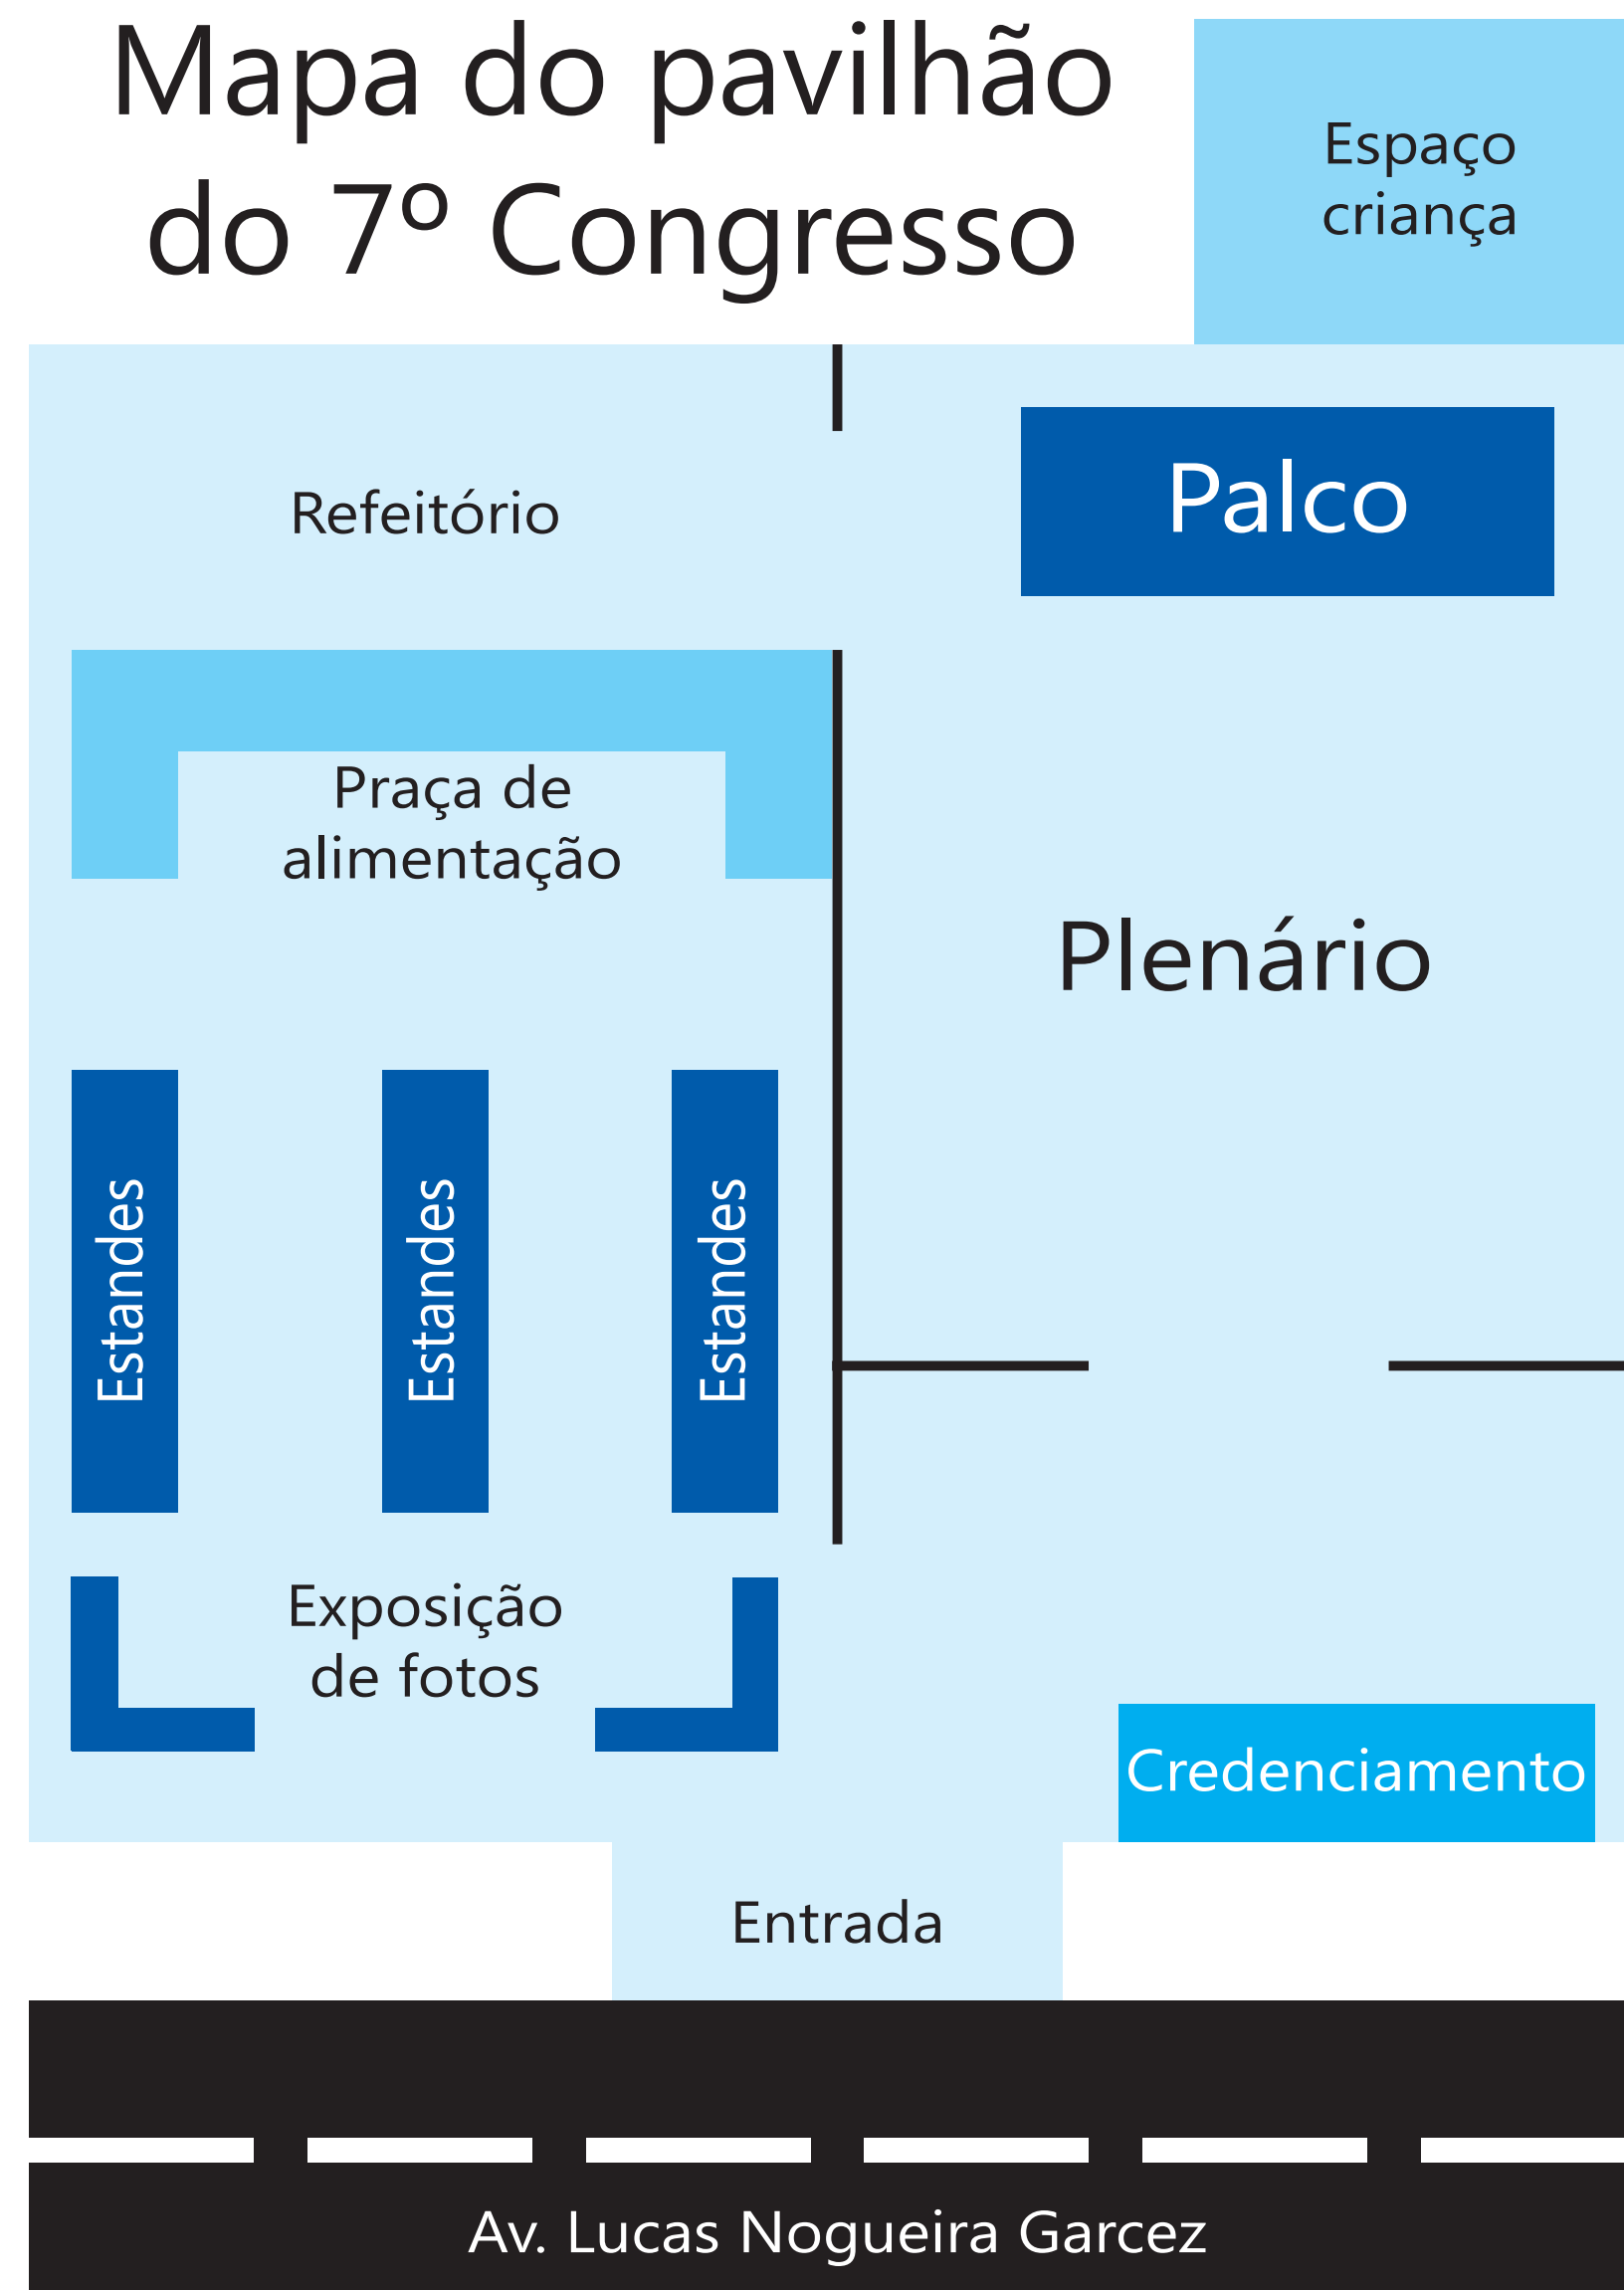 Mapa do pavilhão
do 7º Congresso
Espaço
criança
Refeitório
Palco
Praça de
alimentação
Plenário
Estandes
Estandes
Estandes
Exposição
de fotos
Credenciamento
Entrada
Av. Lucas Nogueira Garcez